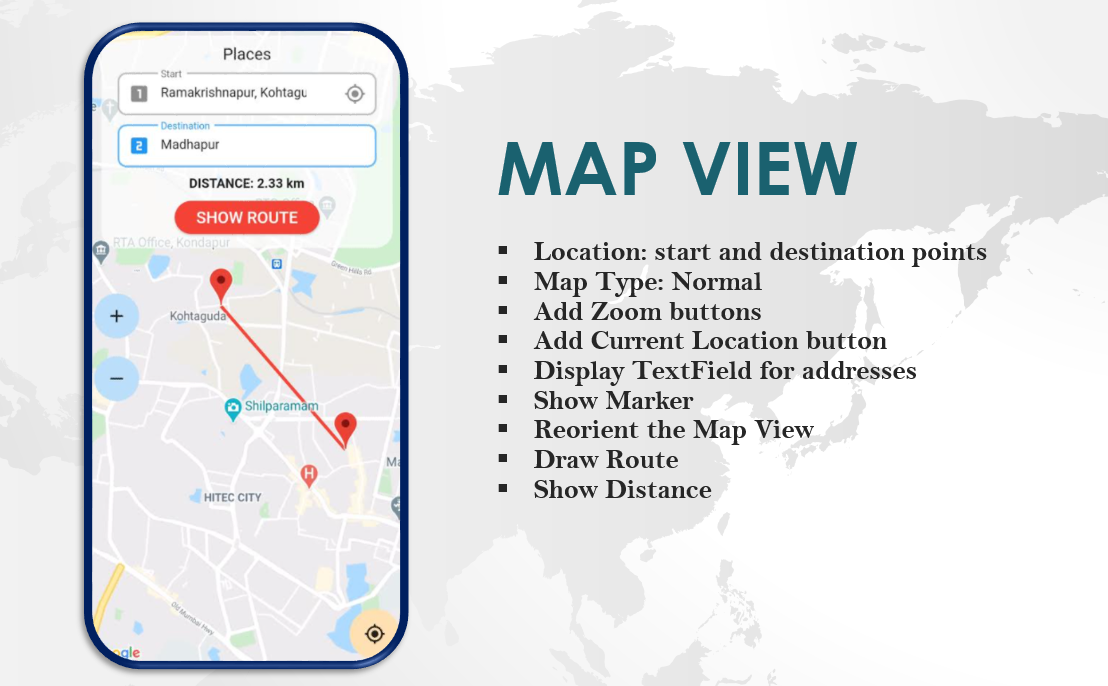 Places
Start
1
Ramakrishnapur, Kohtagu
Destination
2
Madhapur
DISTANCE: 2.33 km
SHOW ROUTE
RTA Office, Kondapur
Green Hills Rd
Kohtaguda
+
−
Shilparamam
H
Ma
HITEC CITY
Old Mumbai Hwy
ogle
MAP VIEW
▪ Location: start and destination points
▪ Map Type: Normal
▪ Add Zoom buttons
▪ Add Current Location button
▪ Display TextField for addresses
▪ Show Marker
▪ Reorient the Map View
▪ Draw Route
▪ Show Distance